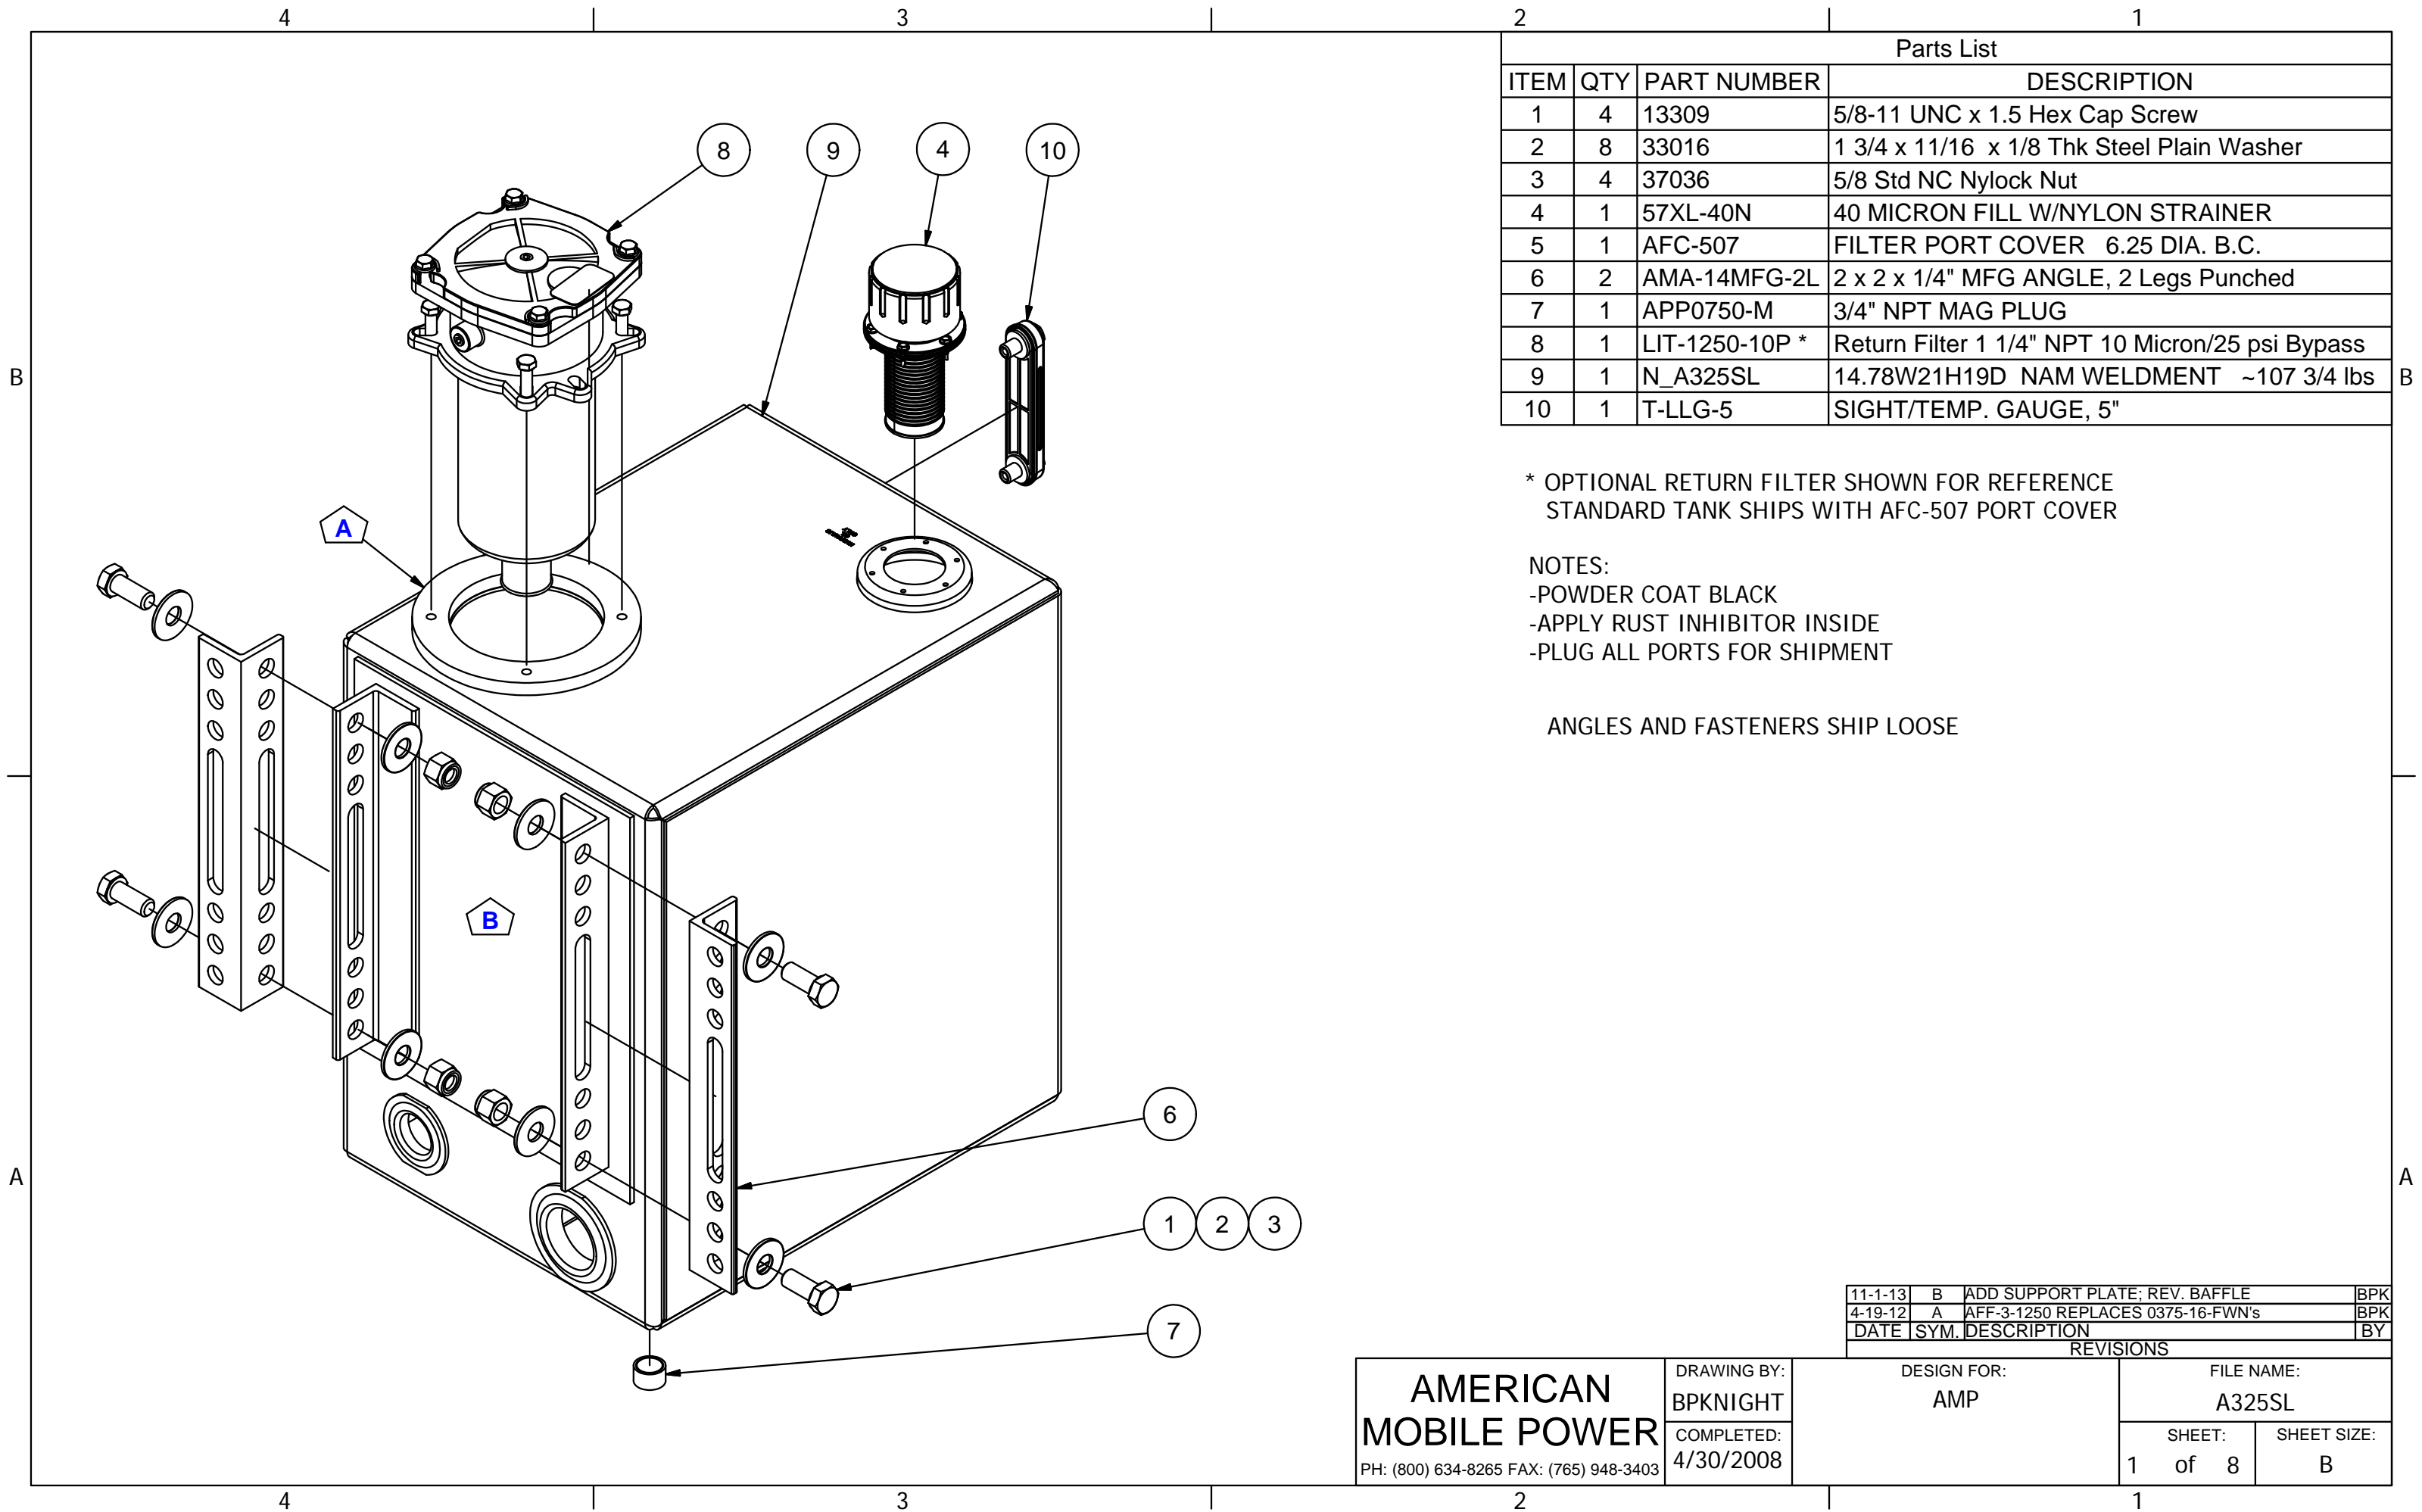 4 3 2 1
Parts List
ITEM QTY PART NUMBER DESCRIPTION
1 4 13309 5/8-11 UNC x 1.5 Hex Cap Screw
2 8 33016 1 3/4 x 11/16 x 1/8 Thk Steel Plain Washer
3 4 37036 5/8 Std NC Nylock Nut
4 1 57XL-40N 40 MICRON FILL W/NYLON STRAINER
5 1 AFC-507 FILTER PORT COVER 6.25 DIA. B.C.
6 2 AMA-14MFG-2L 2 x 2 x 1/4" MFG ANGLE, 2 Legs Punched
7 1 APP0750-M 3/4" NPT MAG PLUG
8 1 LIT-1250-10P * Return Filter 1 1/4" NPT 10 Micron/25 psi Bypass
9 1 N_A325SL 14.78W21H19D NAM WELDMENT ~107 3/4 lbs
10 1 T-LLG-5 SIGHT/TEMP. GAUGE, 5"
8 9 4 10
B B
* OPTIONAL RETURN FILTER SHOWN FOR REFERENCE
STANDARD TANK SHIPS WITH AFC-507 PORT COVER
A
NOTES:
-POWDER COAT BLACK
-APPLY RUST INHIBITOR INSIDE
-PLUG ALL PORTS FOR SHIPMENT
ANGLES AND FASTENERS SHIP LOOSE
B
6
A A
1 2 3
7
11-1-13 B ADD SUPPORT PLATE; REV. BAFFLE BPK
4-19-12 A AFF-3-1250 REPLACES 0375-16-FWN's BPK
DATE SYM. DESCRIPTION BY
REVISIONS
AMERICAN
MOBILE POWER
PH: (800) 634-8265 FAX: (765) 948-3403
DRAWING BY:
BPKNIGHT
COMPLETED:
4/30/2008
DESIGN FOR:
AMP
FILE NAME:
A325SL
SHEET:
1 of 8
SHEET SIZE:
B
4 3 2 1